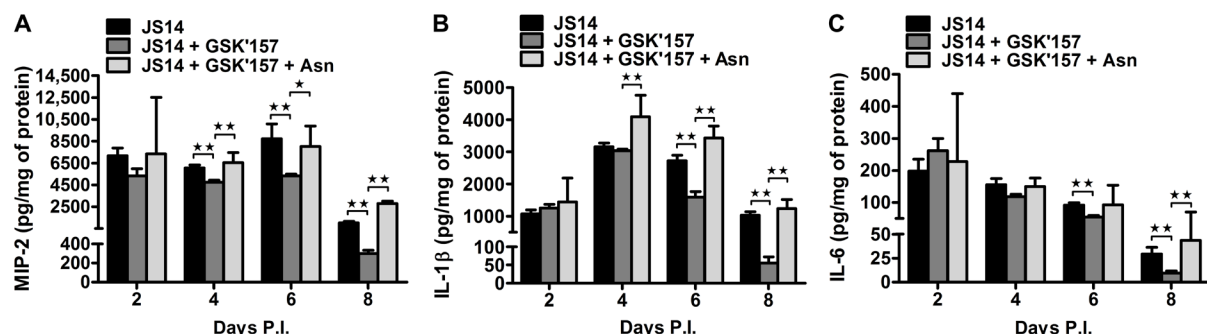 A
JS14
JS14 + GSK'157
JS14 + GSK'157 + Asn
MIP-2 (pg/mg of protein)
14,500
12,500
10,500
8500
6500
4500
2500
400
200
0
★★
★★
★★
★
★★
★★
2
4
6
8
Days P.I.
B
JS14
JS14 + GSK'157
JS14 + GSK'157 + Asn
IL-1β (pg/mg of protein)
5000
4000
3000
2000
1000
100
50
0
★★
★★
★★
★★
★★
2
4
6
8
Days P.I.
C
JS14
JS14 + GSK'157
JS14 + GSK'157 + Asn
IL-6 (pg/mg of protein)
500
400
300
200
100
50
25
0
★★
★★
★★
2
4
6
8
Days P.I.